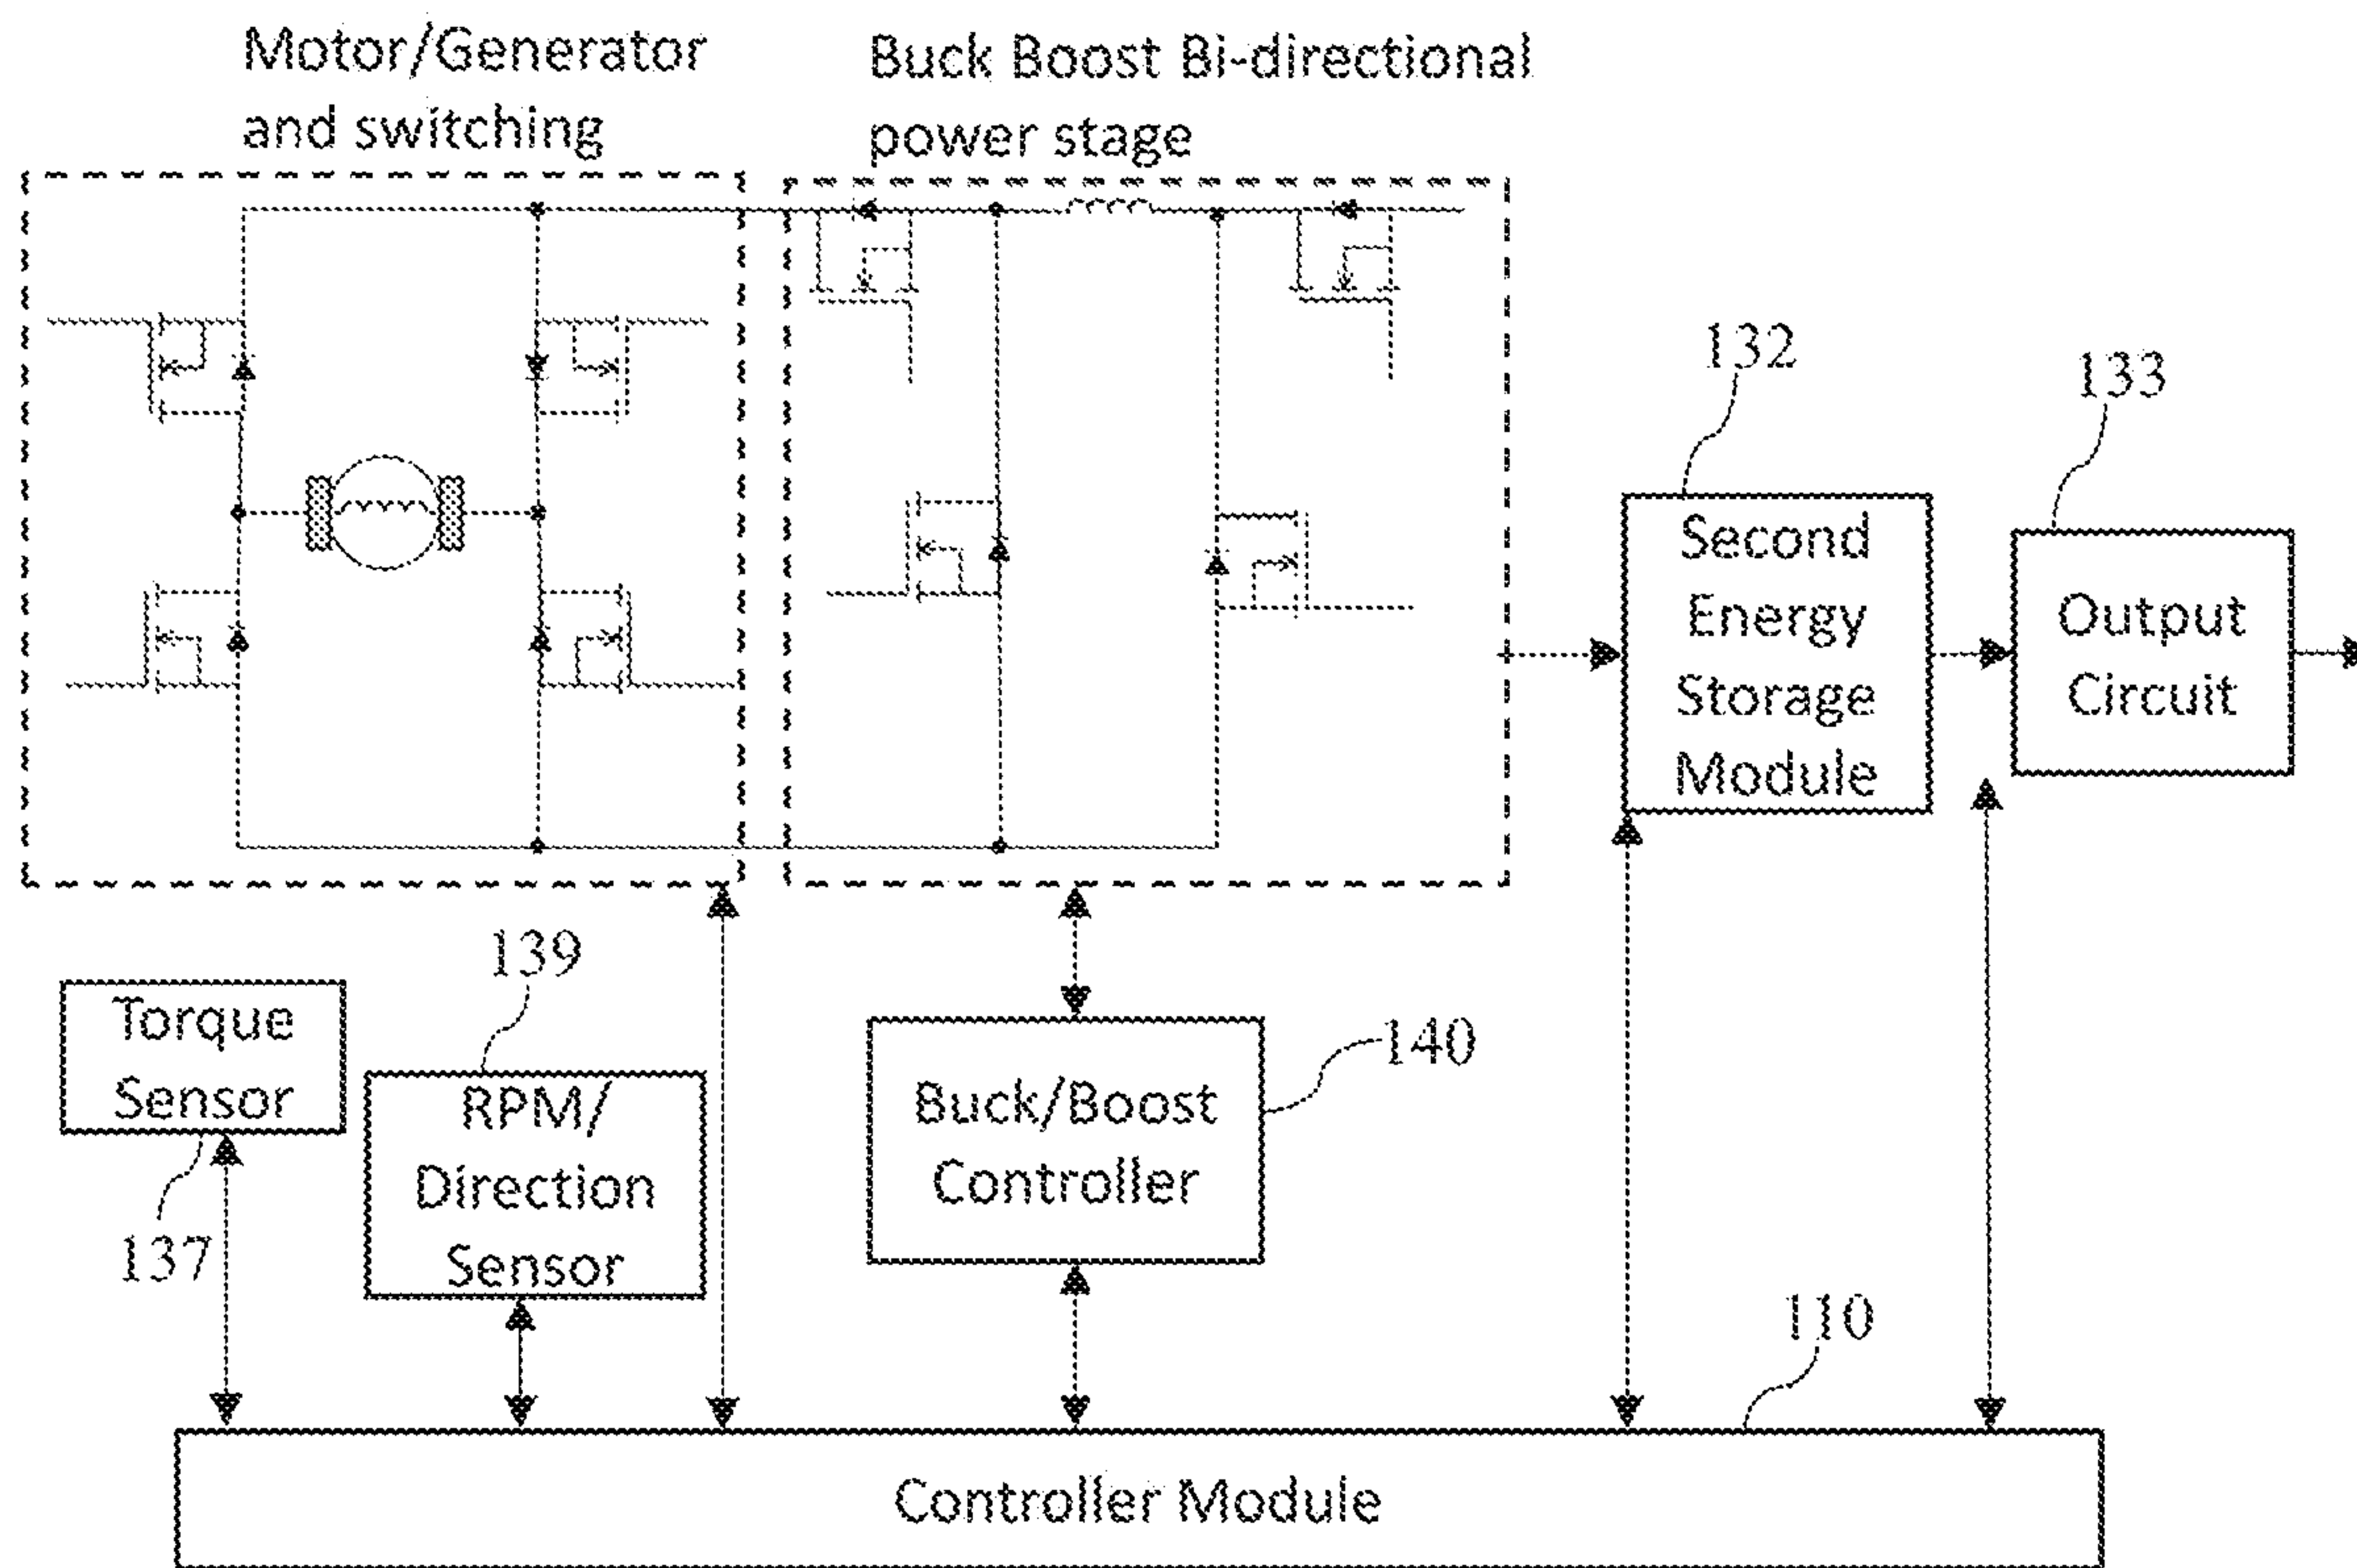 Motor/Generator
and switching
Buck Boost Bi-directional
power stage
132
133
Second
Energy
Storage
Module
Output
Circuit
139
Torque
Sensor
137
RPM/
Direction
Sensor
140
Buck/Boost
Controller
110
Controller Module